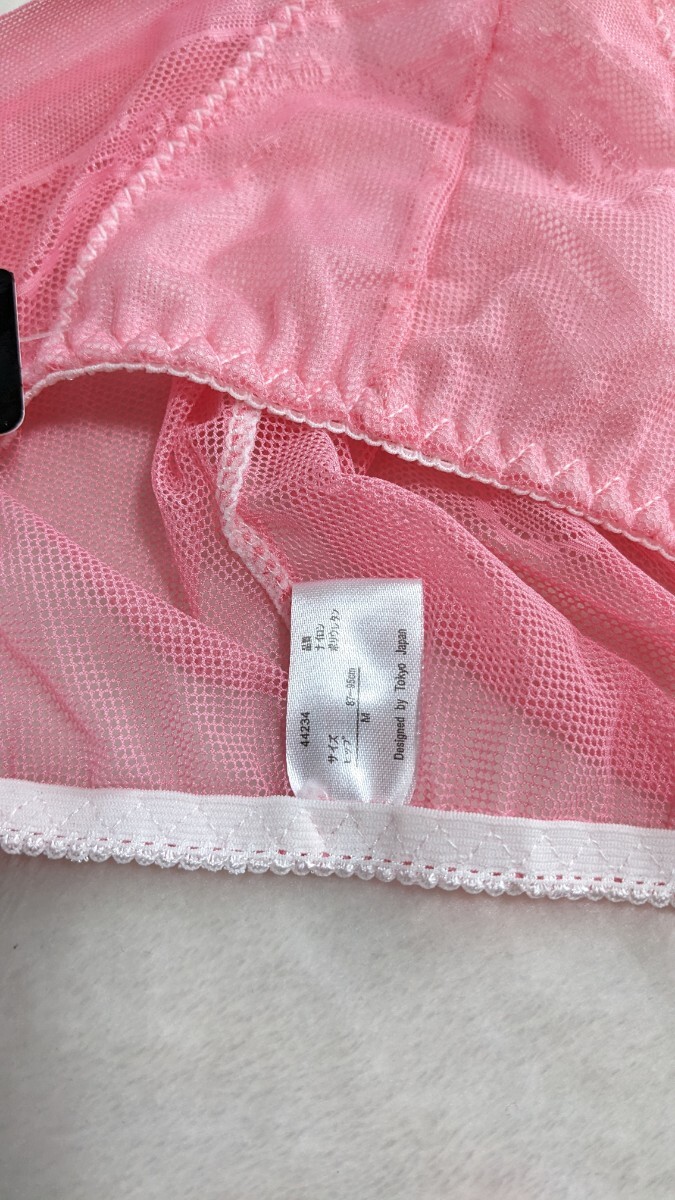 品質
ナイロン
ポリウレタン
44234
サイズ M
ヒップ 87-95cm
Designed by Tokyo Japan